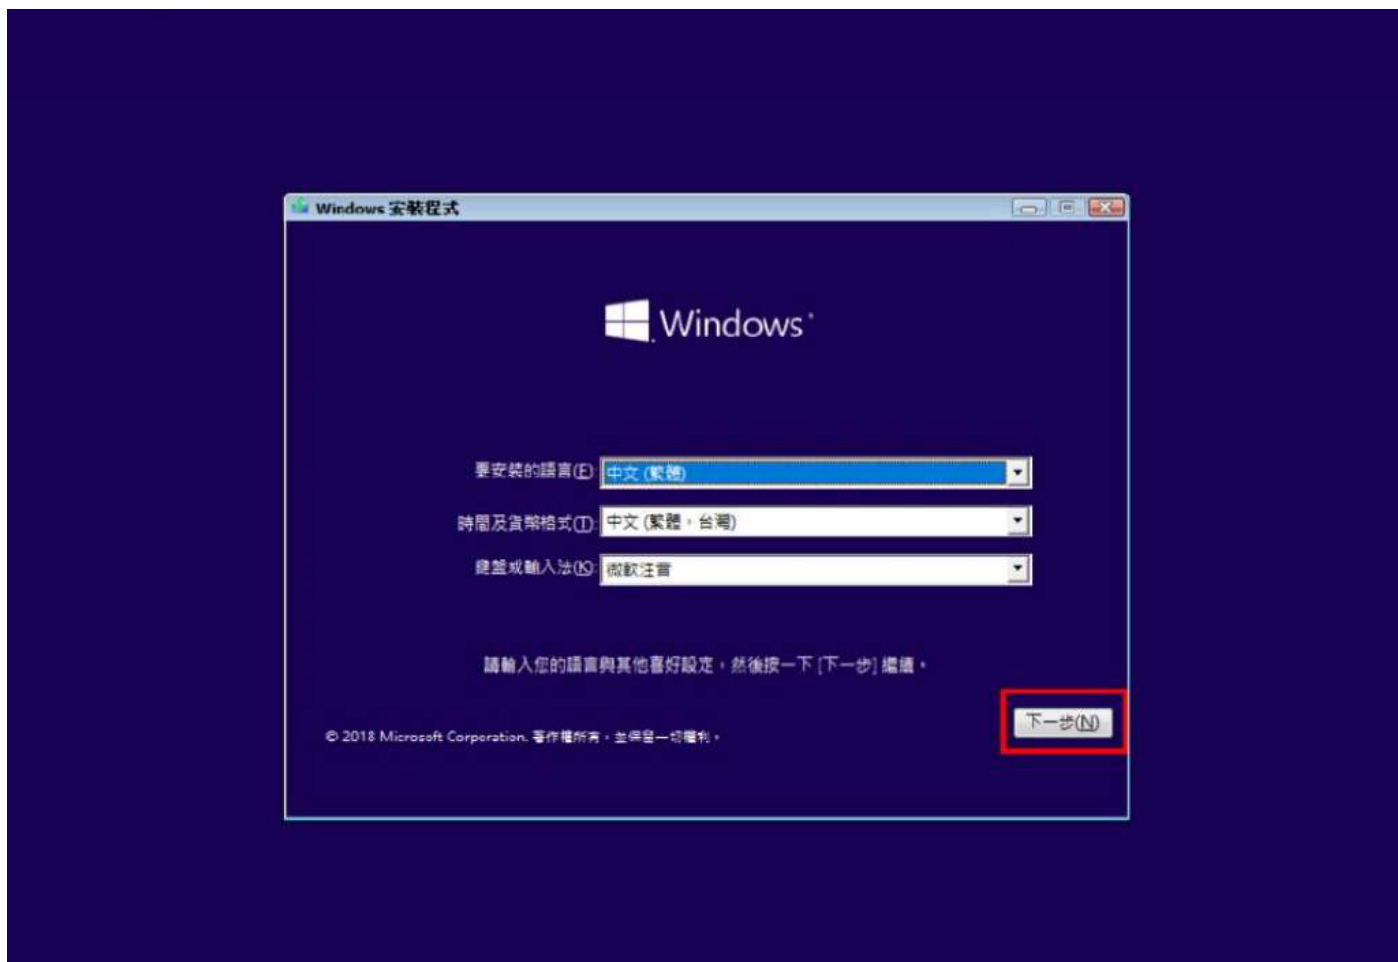 Windows 安裝程式
Windows
要安裝的語言(E): 中文 (繁體)
時間及貨幣格式(T): 中文 (繁體，台灣)
鍵盤或輸入法(K): 微軟注音
請輸入您的語言與其他喜好設定，然後按一下 [下一步] 繼續。
下一步(N)
© 2018 Microsoft Corporation. 著作權所有，並保留一切權利。